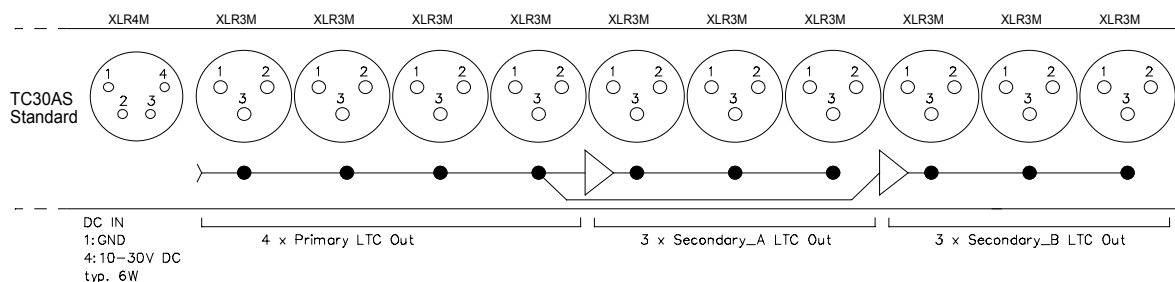 XLR4M XLR3M XLR3M XLR3M XLR3M XLR3M XLR3M XLR3M XLR3M XLR3M XLR3M
1 4 1 2 1 2 1 2 1 2 1 2 1 2 1 2 1 2 1 2 1 2
2 3 3 3 3 3 3 3 3 3 3 3
TC30AS
Standard
DC IN
1:GND
4:10-30V DC
typ. 6W
4 x Primary LTC Out
3 x Secondary_A LTC Out
3 x Secondary_B LTC Out